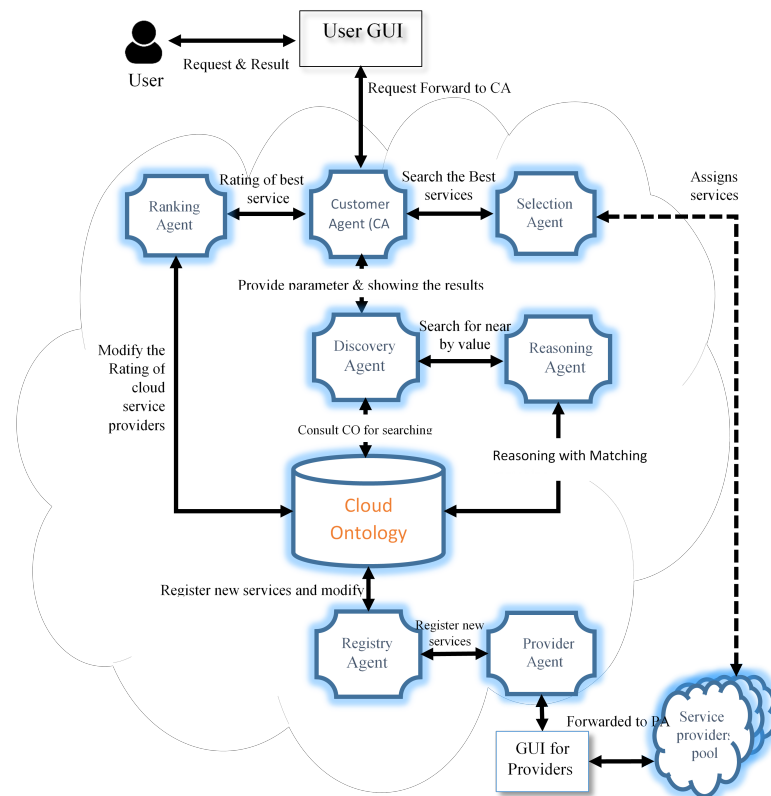 User GUI
Request & Result
User
Request Forward to CA
Rating of best
service
Search the Best
services
Assigns
services
Ranking
Agent
Customer
Agent (CA
Selection
Agent
Provide parameter & showing the results
Modify the
Rating of
cloud
service
providers
Discovery
Agent
Search for near
by value
Reasoning
Agent
Consult CO for searching
Reasoning with Matching
Cloud
Ontology
Register new services and modify
Registry
Agent
Register new
services
Provider
Agent
Forwarded to PA
GUI for
Providers
Service
providers
pool